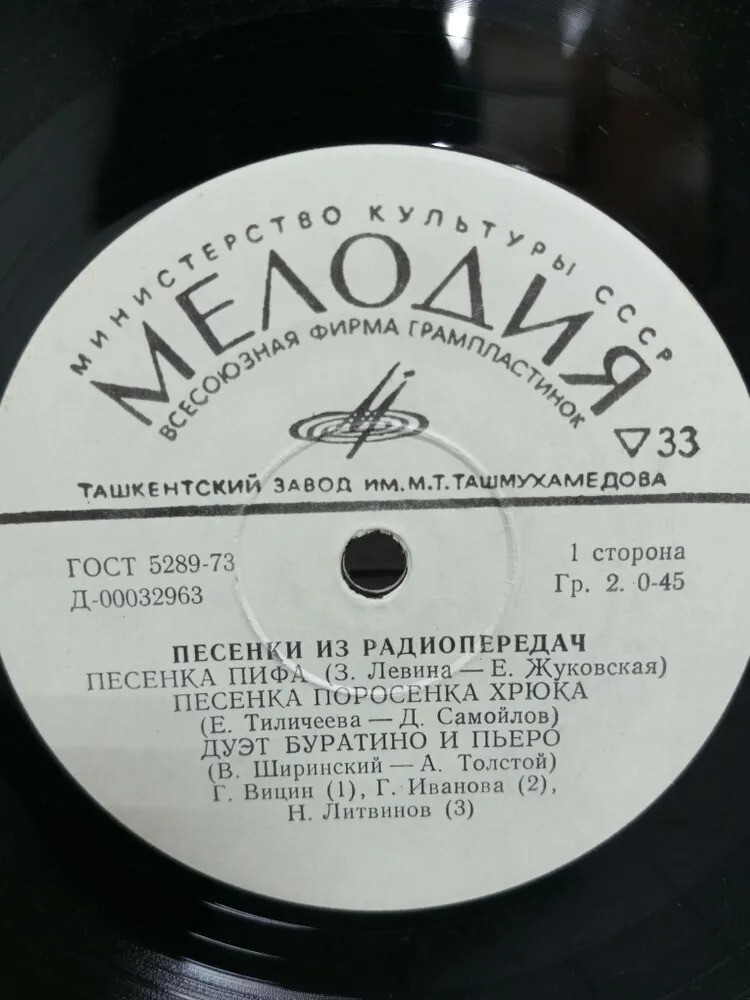 МИНИСТЕРСТВО КУЛЬТУРЫ СССР
МЕЛОДИЯ
ВСЕСОЮЗНАЯ ФИРМА ГРАМПЛАСТИНОК
33
ТАШКЕНТСКИЙ ЗАВОД ИМ. М.Т. ТАШМУХАМЕДОВА
ГОСТ 5289-73
Д-00032963
1 сторона
Гр. 2. 0-45
ПЕСЕНКИ ИЗ РАДИОПЕРЕДАЧ
ПЕСЕНКА ПИФА (З. Левина — Е. Жуковская)
ПЕСЕНКА ПОРОСЕНКА ХРЮКА
(Е. Тиличеева — Д. Самойлов)
ДУЭТ БУРАТИНО И ПЬЕРО
(В. Ширинский — А. Толстой)
Г. Вицин (1), Г. Иванова (2),
Н. Литвинов (3)